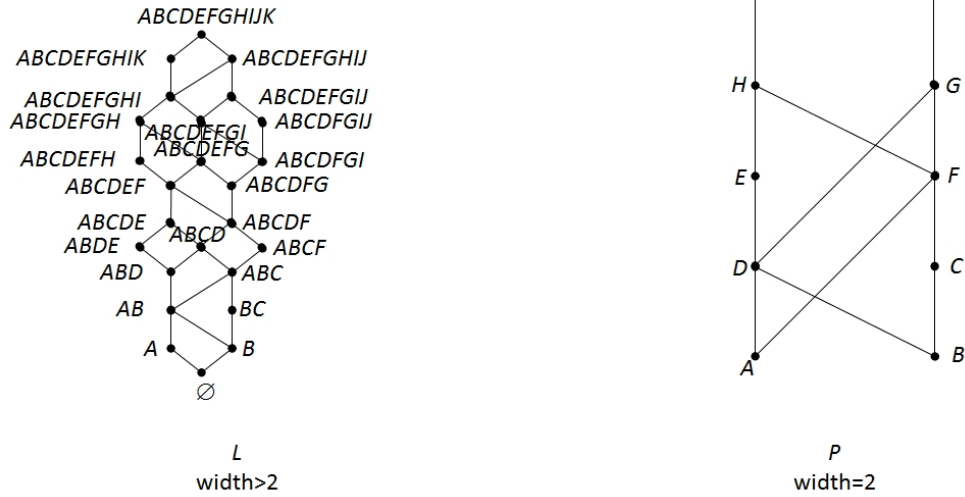 ABCDEFGHIJK
ABCDEFGHIK ABCDEFGHIJ
ABCDEFGHI ABCDEFGIJ
ABCDEFGH ABCDFGIJ
ABCDEFGI
ABCDEFG
ABCDEFH ABCDFGI
ABCDEF ABCDFG
ABCDE ABCDF
ABCD
ABDE ABCF
ABD ABC
AB BC
A B
∅
L
width>2
H G
E F
D C
A B
P
width=2